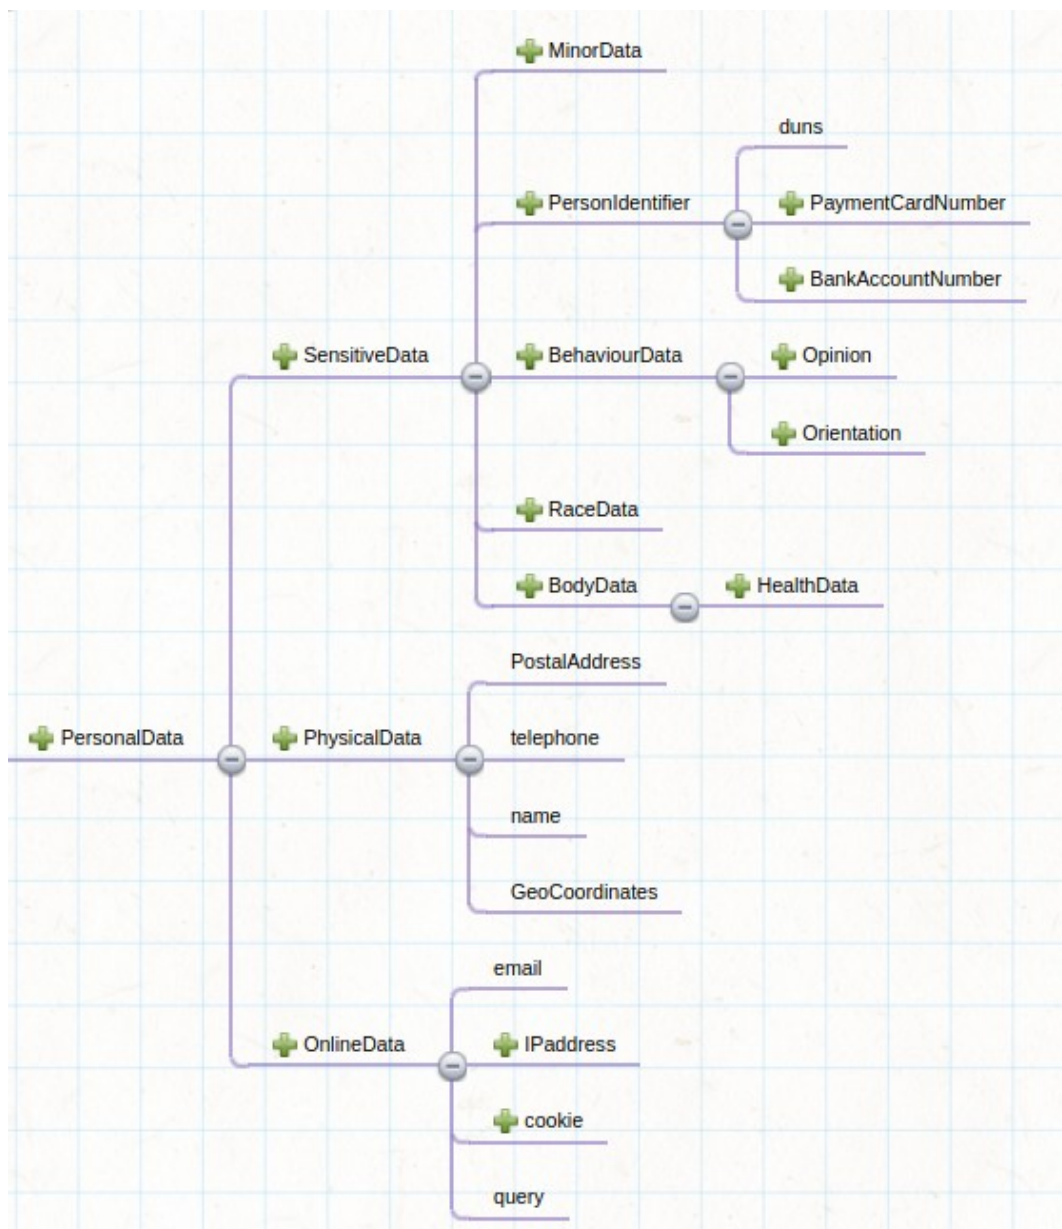 MinorData
duns
PersonIdentifier
PaymentCardNumber
BankAccountNumber
SensitiveData
BehaviourData
Opinion
Orientation
RaceData
BodyData
HealthData
PostalAddress
PersonalData
PhysicalData
telephone
name
GeoCoordinates
email
OnlineData
IPaddress
cookie
query